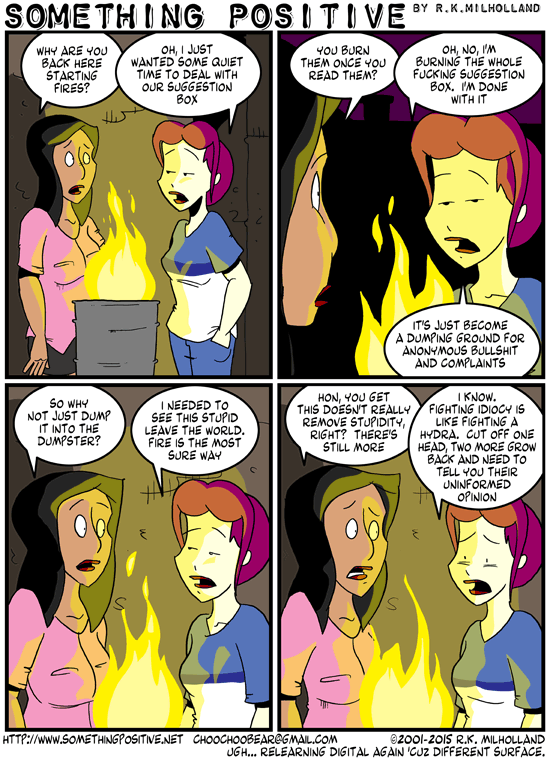 SOMETHING POSITIVE BY R.K.MILHOLLAND
WHY ARE YOU
BACK HERE
STARTING
FIRES?
OH, I JUST
WANTED SOME QUIET
TIME TO DEAL WITH
OUR SUGGESTION
BOX
YOU BURN
THEM ONCE YOU
READ THEM?
OH, NO, I'M
BURNING THE WHOLE
FUCKING SUGGESTION
BOX. I'M DONE
WITH IT
IT'S JUST BECOME
A DUMPING GROUND FOR
ANONYMOUS BULLSHIT
AND COMPLAINTS
SO WHY
NOT JUST DUMP
IT INTO THE
DUMPSTER?
I NEEDED TO
SEE THIS STUPID
LEAVE THE WORLD.
FIRE IS THE MOST
SURE WAY
HON, YOU GET
THIS DOESN'T REALLY
REMOVE STUPIDITY,
RIGHT? THERE'S
STILL MORE
I KNOW.
FIGHTING IDIOCY IS
LIKE FIGHTING A
HYDRA. CUT OFF ONE
HEAD, TWO MORE GROW
BACK AND NEED TO
TELL YOU THEIR
UNINFORMED
OPINION
HTTP://WWW.SOMETHINGPOSITIVE.NET CHOOCHOOBEAR@GMAIL.COM ©2001-2015 R.K. MILHOLLAND
UGH... RELEARNING DIGITAL AGAIN 'CUZ DIFFERENT SURFACE.